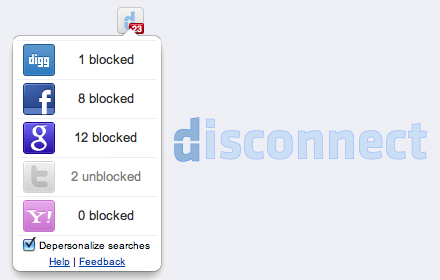 d
23
digg
1 blocked
f
8 blocked
g
12 blocked
t
2 unblocked
Y!
0 blocked
Depersonalize searches
Help | Feedback
disconnect